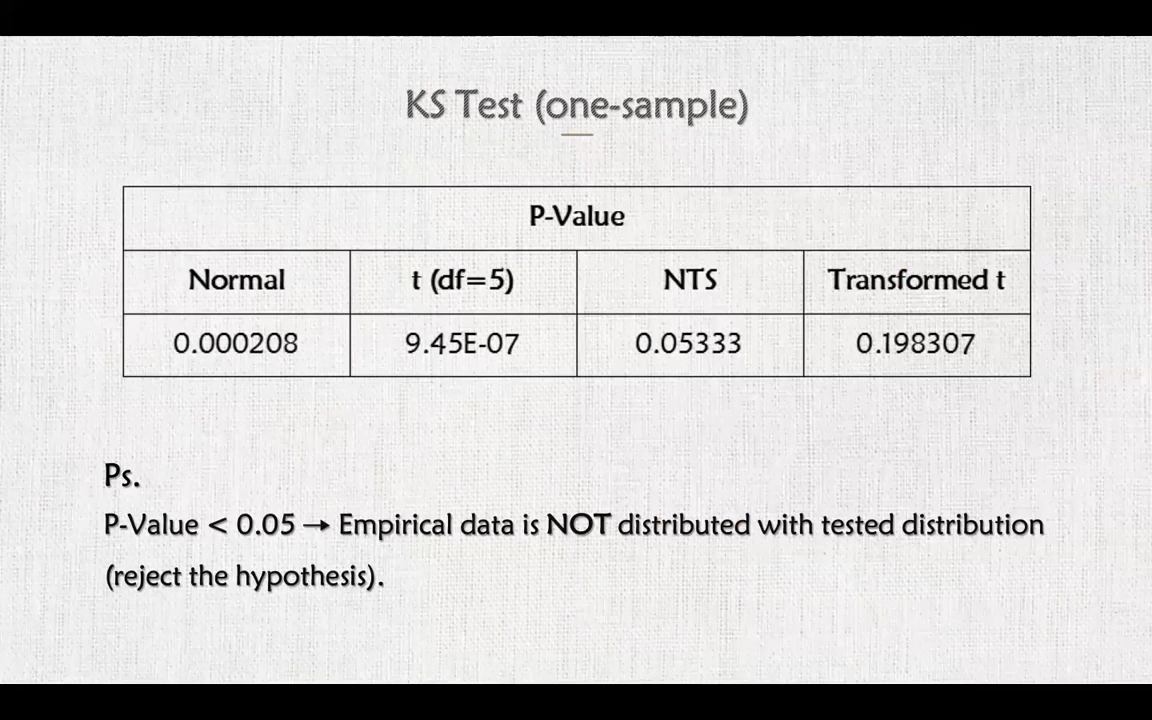 KS Test (one-sample)
P-Value
Normal t (df=5) NTS Transformed t
0.000208 9.45E-07 0.05333 0.198307
Ps.
P-Value < 0.05 → Empirical data is NOT distributed with tested distribution
(reject the hypothesis).